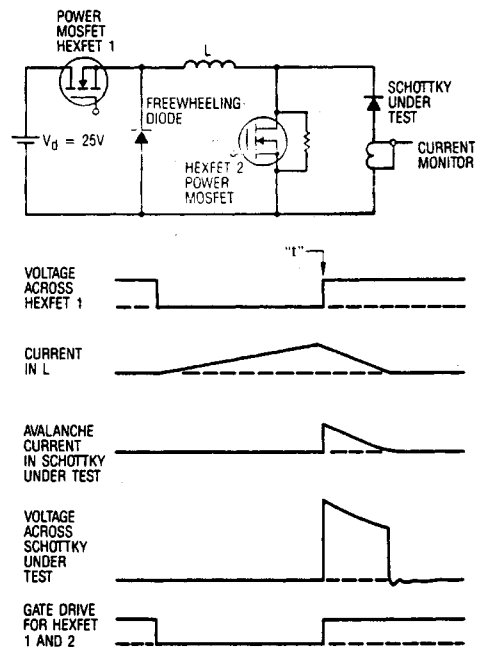 POWER
MOSFET
HEXFET 1
L
FREEWHEELING
DIODE
SCHOTTKY
UNDER
TEST
V_d = 25V
CURRENT
MONITOR
HEXFET 2
POWER
MOSFET
"t"
VOLTAGE
ACROSS
HEXFET 1
CURRENT
IN L
AVALANCHE
CURRENT
IN SCHOTTKY
UNDER TEST
VOLTAGE
ACROSS
SCHOTTKY
UNDER
TEST
GATE DRIVE
FOR HEXFET
1 AND 2